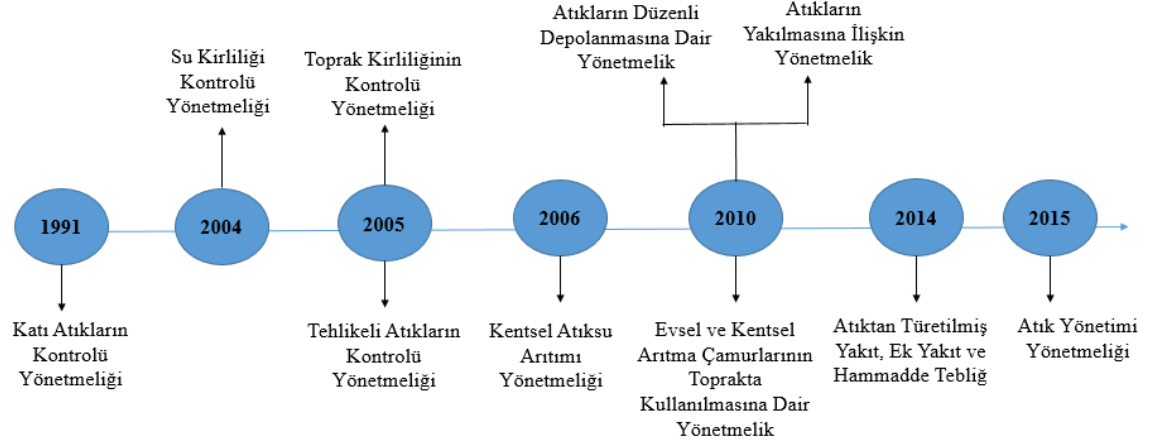 Atıkların Düzenli
Depolanmasına Dair
Yönetmelik
Atıkların
Yakılmasına İlişkin
Yönetmelik
Su Kirliliği
Kontrolü
Yönetmeliği
Toprak Kirliliğinin
Kontrolü
Yönetmeliği
1991
2004
2005
2006
2010
2014
2015
Katı Atıkların
Kontrolü
Yönetmeliği
Tehlikeli Atıkların
Kontrolü
Yönetmeliği
Kentsel Atıksu
Arıtımı
Yönetmeliği
Evsel ve Kentsel
Arıtma Çamurlarının
Toprakta
Kullanılmasına Dair
Yönetmelik
Atıktan Türetilmiş
Yakıt, Ek Yakıt ve
Hammadde Tebliğ
Atık Yönetimi
Yönetmeliği